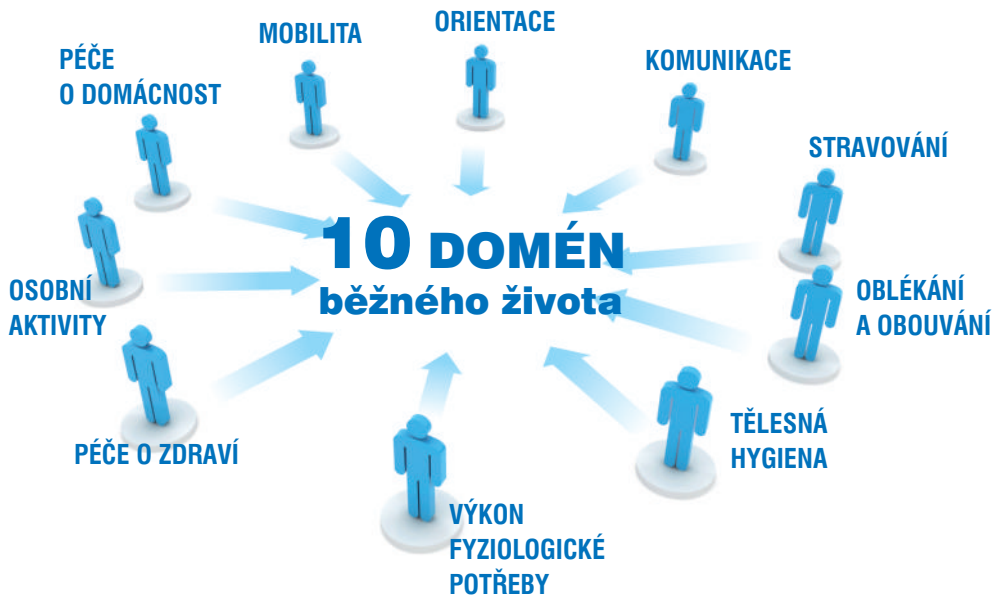 ORIENTACE
MOBILITA
KOMUNIKACE
PÉČE
O DOMÁCNOST
STRAVOVÁNÍ
10 DOMÉN
běžného života
OSOBNÍ
AKTIVITY
OBLÉKÁNÍ
A OBOUVÁNÍ
TĚLESNÁ
HYGIENA
PÉČE O ZDRAVÍ
VÝKON
FYZIOLOGICKÉ
POTŘEBY